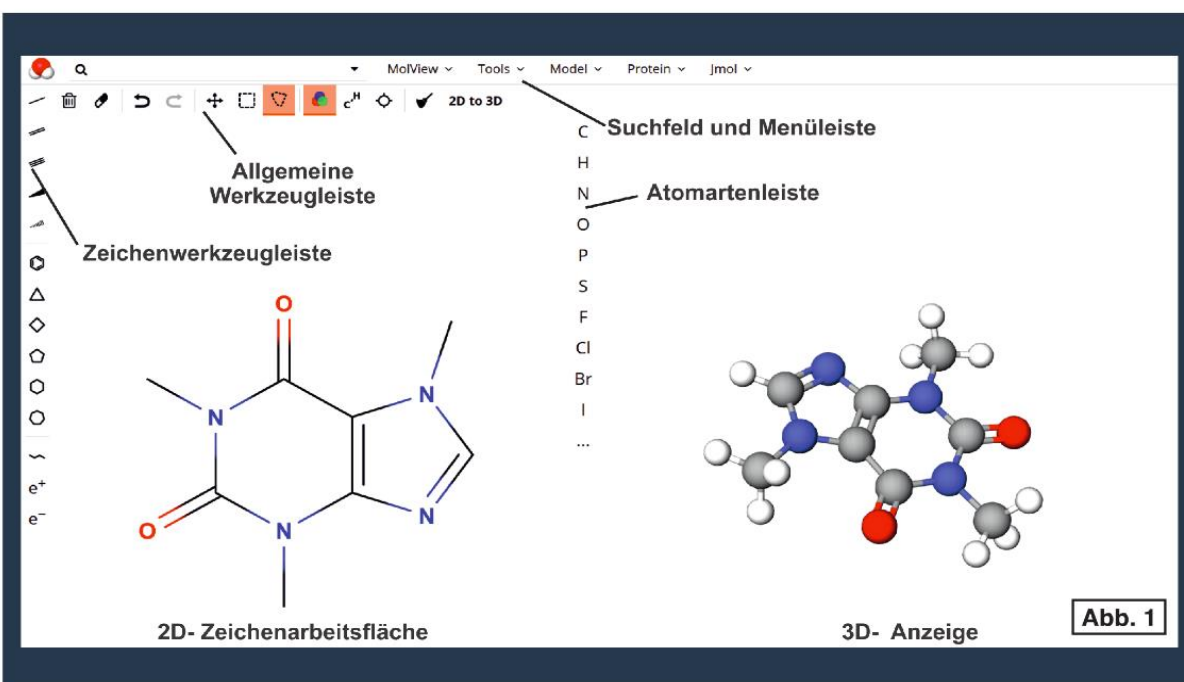 MolView Tools Model Protein Jmol
2D to 3D
Suchfeld und Menüleiste
Allgemeine
Werkzeugleiste
Atomartenleiste
Zeichenwerkzeugleiste
C
H
N
O
P
S
F
Cl
Br
I
...
e+
e−
C H
O
N
N
O
N
N
2D- Zeichenarbeitsfläche
3D- Anzeige
Abb. 1